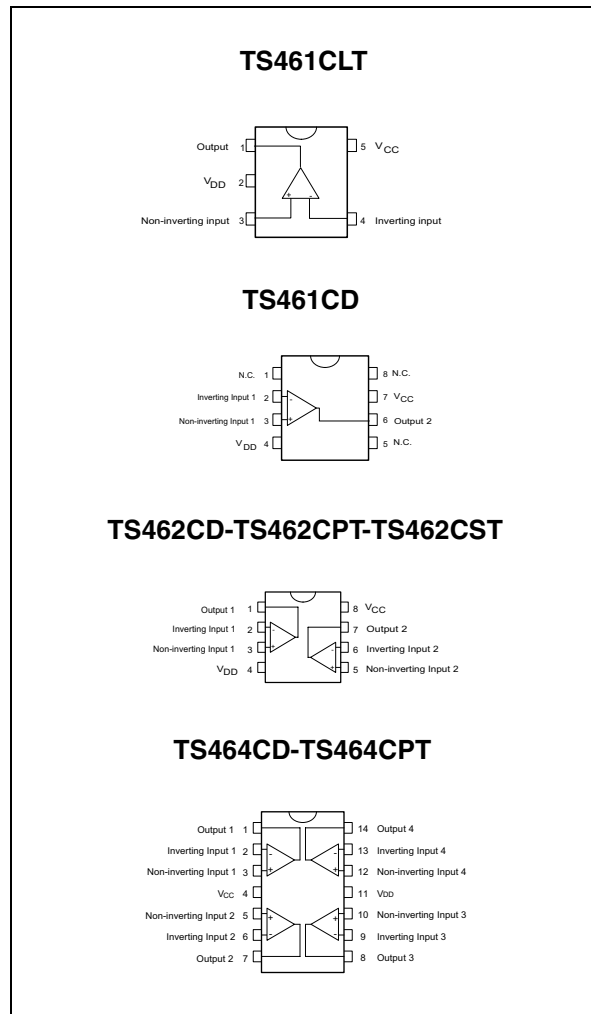 TS461CLT
Output 1 5 VCC
VDD 2
Non-inverting input 3 4 Inverting input
+ -
TS461CD
N.C. 1 8 N.C.
Inverting Input 1 2 - 7 VCC
Non-inverting Input 1 3 + 6 Output 2
VDD 4 5 N.C.
TS462CD-TS462CPT-TS462CST
Output 1 1 8 VCC
Inverting Input 1 2 - 7 Output 2
Non-inverting Input 1 3 + - 6 Inverting Input 2
VDD 4 + 5 Non-inverting Input 2
TS464CD-TS464CPT
Output 1 1 14 Output 4
Inverting Input 1 2 - - 13 Inverting Input 4
Non-inverting Input 1 3 + + 12 Non-inverting Input 4
VCC 4 11 VDD
Non-inverting Input 2 5 + + 10 Non-inverting Input 3
Inverting Input 2 6 - - 9 Inverting Input 3
Output 2 7 8 Output 3